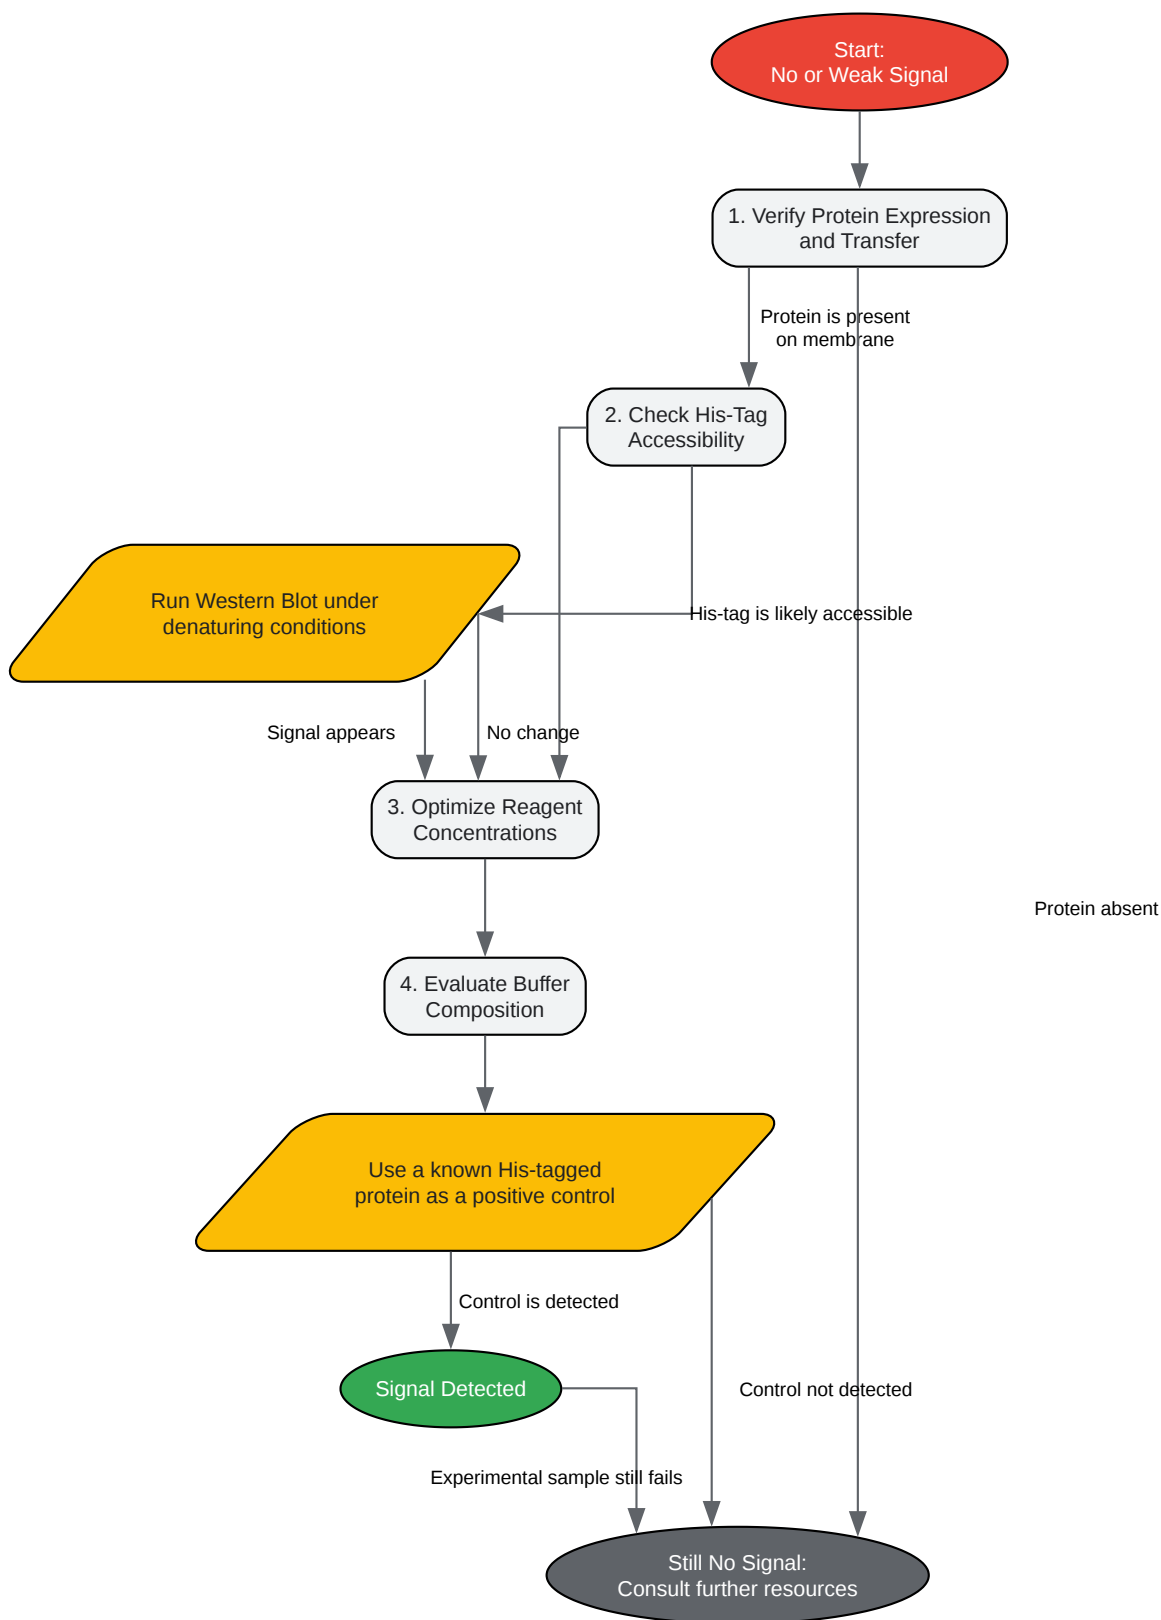 Start:
No or Weak Signal
1. Verify Protein Expression
and Transfer
Protein is present
on membrane
2. Check His-Tag
Accessibility
Run Western Blot under
denaturing conditions
His-tag is likely accessible
Signal appears
No change
3. Optimize Reagent
Concentrations
Protein absent
4. Evaluate Buffer
Composition
Use a known His-tagged
protein as a positive control
Control is detected
Signal Detected
Control not detected
Experimental sample still fails
Still No Signal:
Consult further resources